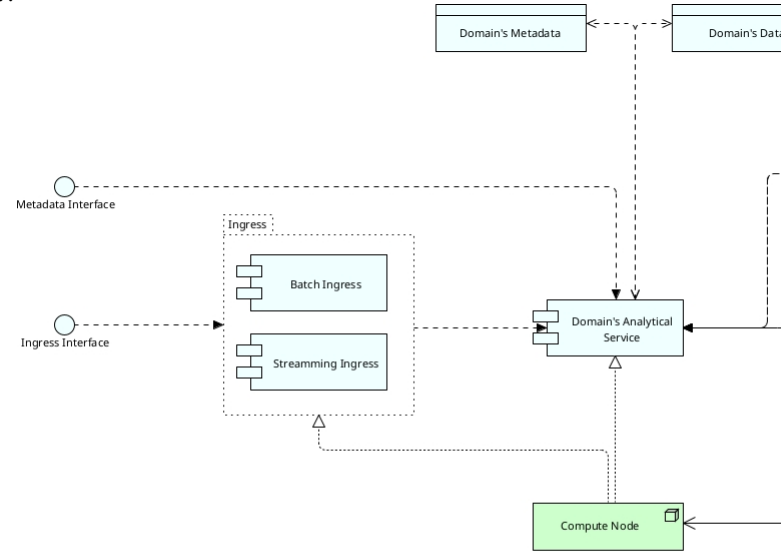 Domain's Metadata
Domain's Data
Metadata Interface
Ingress
Batch Ingress
Ingress Interface
Domain's Analytical
Service
Streamming Ingress
Compute Node